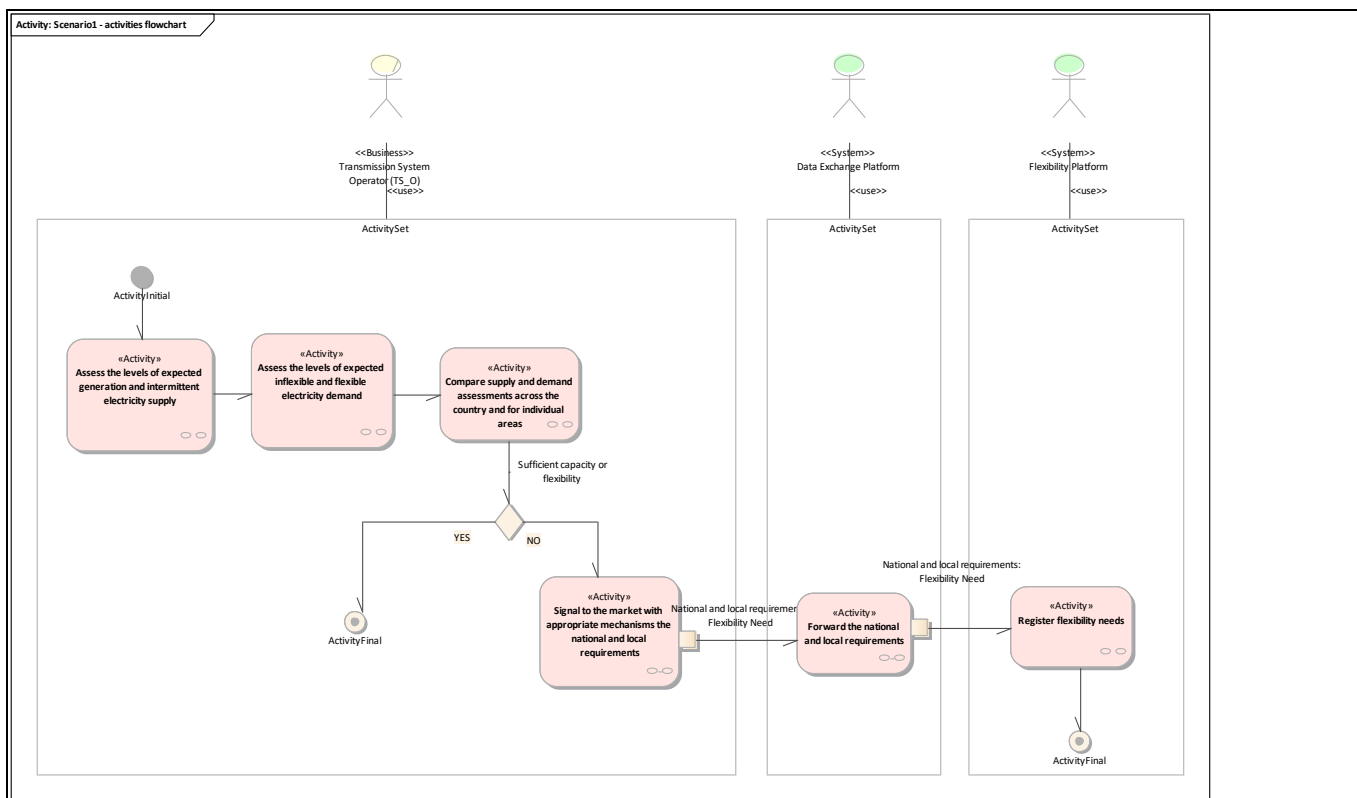 Activity: Scenario1 - activities flowchart
<<Business>>
Transmission System
Operator (TS_O)
<<use>>
<<System>>
Data Exchange Platform
<<use>>
<<System>>
Flexibility Platform
<<use>>
ActivitySet
ActivitySet
ActivitySet
ActivityInitial
«Activity»
Assess the levels of expected
generation and intermittent
electricity supply
«Activity»
Assess the levels of expected
inflexible and flexible
electricity demand
«Activity»
Compare supply and demand
assessments across the
country and for individual
areas
Sufficient capacity or
flexibility
YES
NO
ActivityFinal
«Activity»
Signal to the market with
appropriate mechanisms the
national and local
requirements
National and local requiremen
Flexibility Need
«Activity»
Forward the national
and local requirements
National and local requirements:
Flexibility Need
«Activity»
Register flexibility needs
ActivityFinal